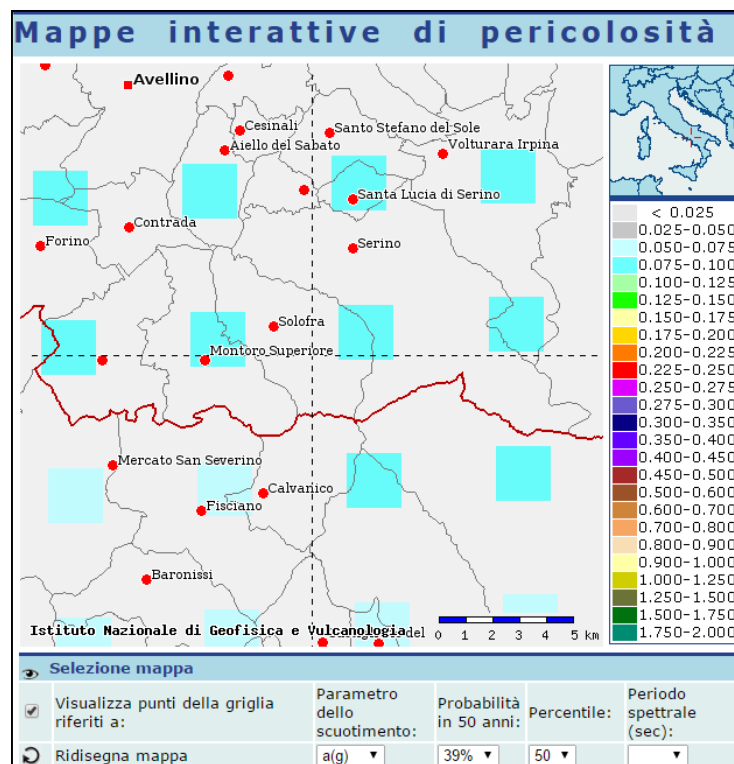 Mappe interattive di pericolosità
Avellino
Cesinali
Santo Stefano del Sole
Aiello del Sabato
Volturara Irpina
Santa Lucia di Serino
Contrada
Forino
Serino
Solofra
Montoro Superiore
Mercato San Severino
Calvanico
Fisciano
Baronissi
Istituto Nazionale di Geofisica e Vulcanologia
del
0 1 2 3 4 5 km
< 0.025
0.025-0.050
0.050-0.075
0.075-0.100
0.100-0.125
0.125-0.150
0.150-0.175
0.175-0.200
0.200-0.225
0.225-0.250
0.250-0.275
0.275-0.300
0.300-0.350
0.350-0.400
0.400-0.450
0.450-0.500
0.500-0.600
0.600-0.700
0.700-0.800
0.800-0.900
0.900-1.000
1.000-1.250
1.250-1.500
1.500-1.750
1.750-2.000
Selezione mappa
Visualizza punti della griglia
riferiti a:
Parametro
dello
scuotimento:
Probabilità
in 50 anni:
Percentile:
Periodo
spettrale
(sec):
Ridisegna mappa
a(g)
39%
50